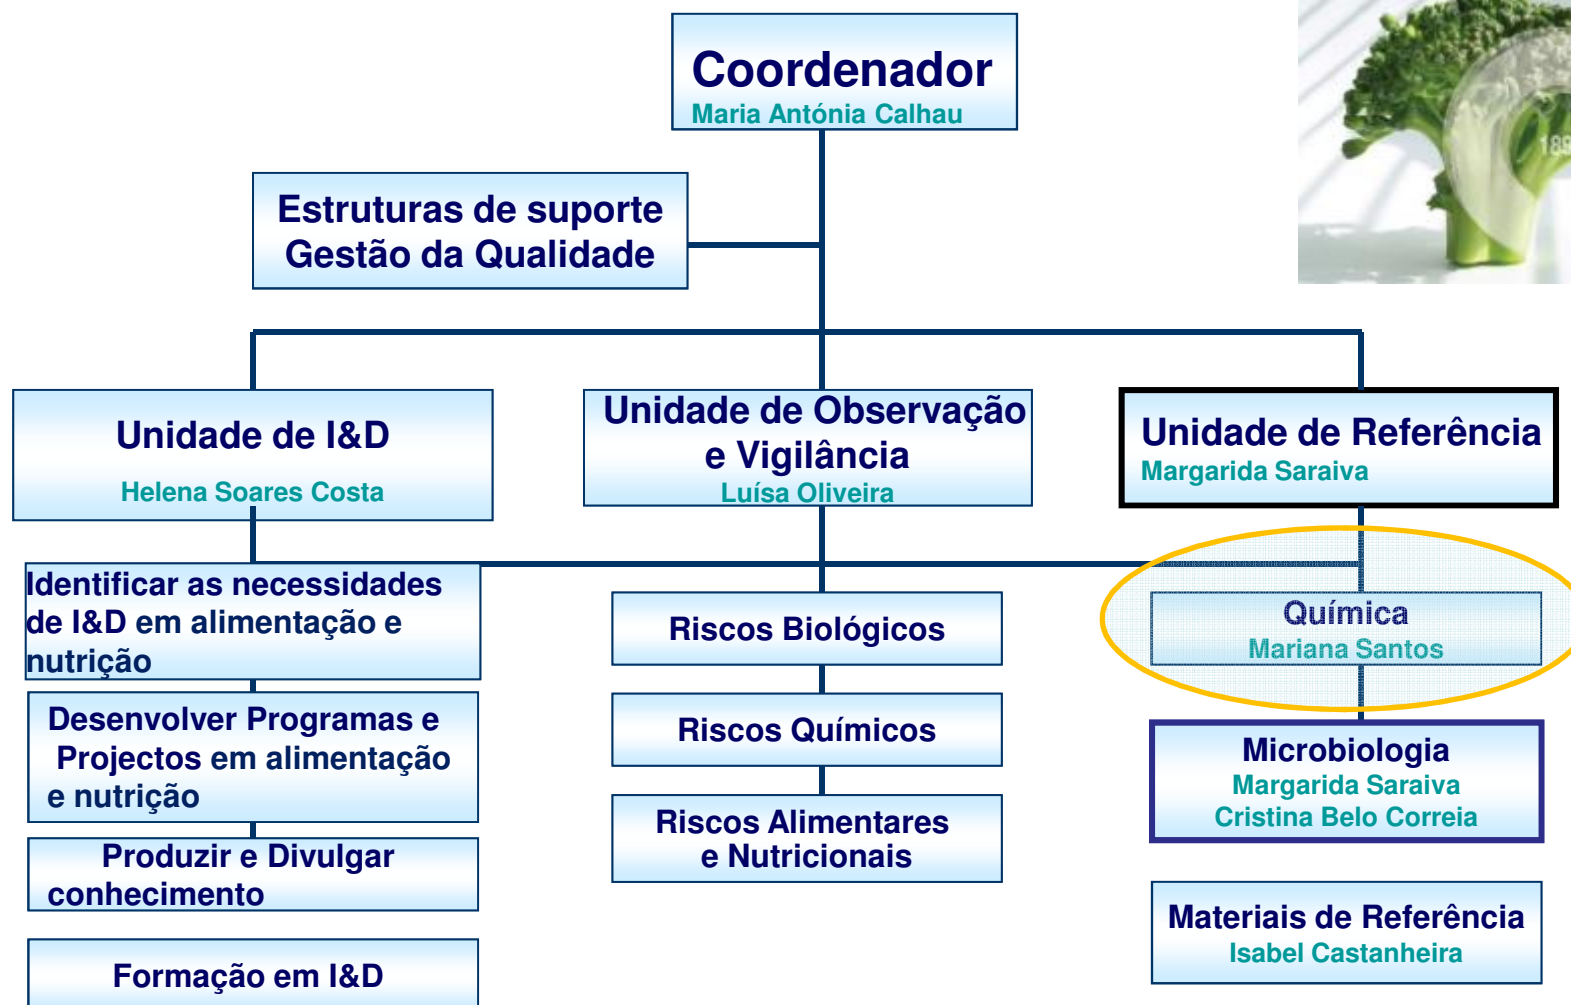 Coordenador
Maria Antónia Calhau
Estruturas de suporte
Gestão da Qualidade
Unidade de I&D
Helena Soares Costa
Unidade de Observação
e Vigilância
Luísa Oliveira
Unidade de Referência
Margarida Saraiva
Identificar as necessidades
de I&D em alimentação e
nutrição
Desenvolver Programas e
Projectos em alimentação
e nutrição
Produzir e Divulgar
conhecimento
Formação em I&D
Riscos Biológicos
Riscos Químicos
Riscos Alimentares
e Nutricionais
Química
Mariana Santos
Microbiologia
Margarida Saraiva
Cristina Belo Correia
Materiais de Referência
Isabel Castanheira